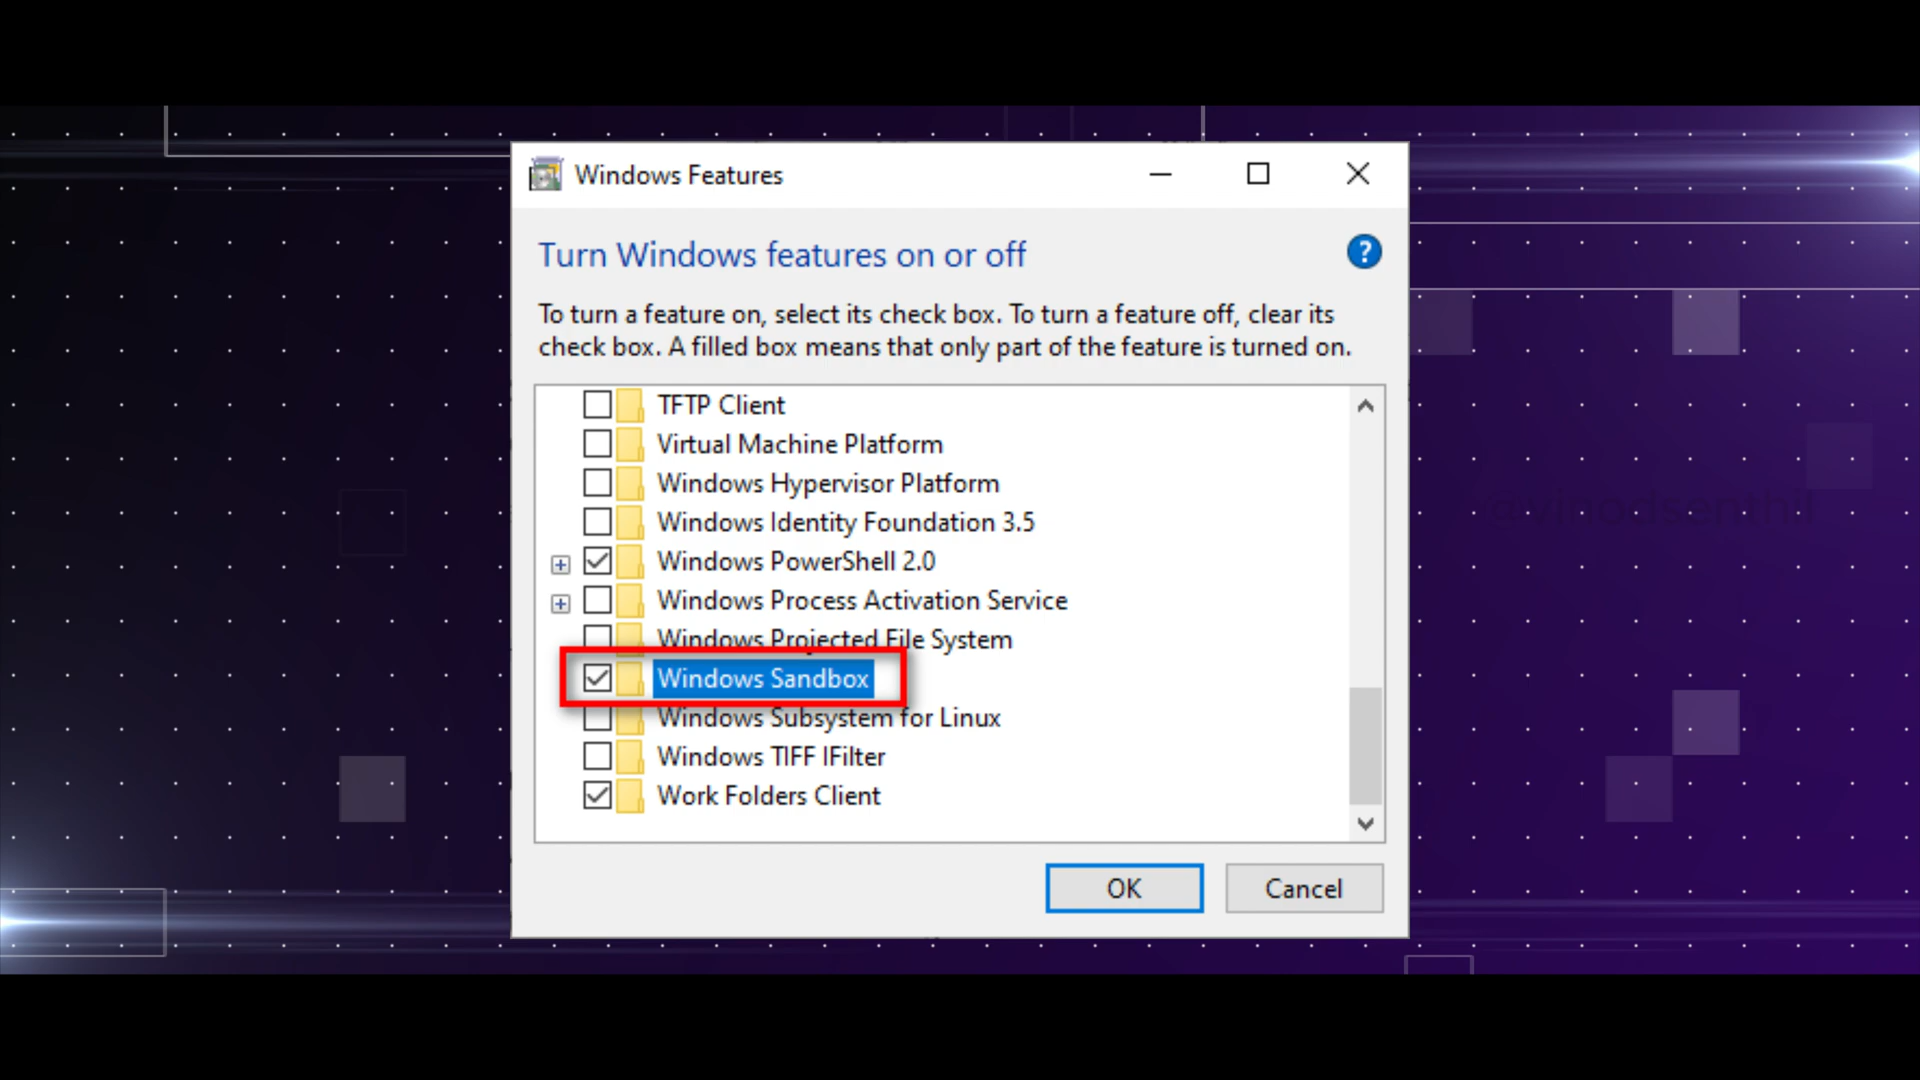 Windows Features
Turn Windows features on or off
To turn a feature on, select its check box. To turn a feature off, clear its
check box. A filled box means that only part of the feature is turned on.
TFTP Client
Virtual Machine Platform
Windows Hypervisor Platform
Windows Identity Foundation 3.5
Windows PowerShell 2.0
Windows Process Activation Service
Windows Projected File System
Windows Sandbox
Windows Subsystem for Linux
Windows TIFF IFilter
Work Folders Client
OK
Cancel
@vinodsenthil